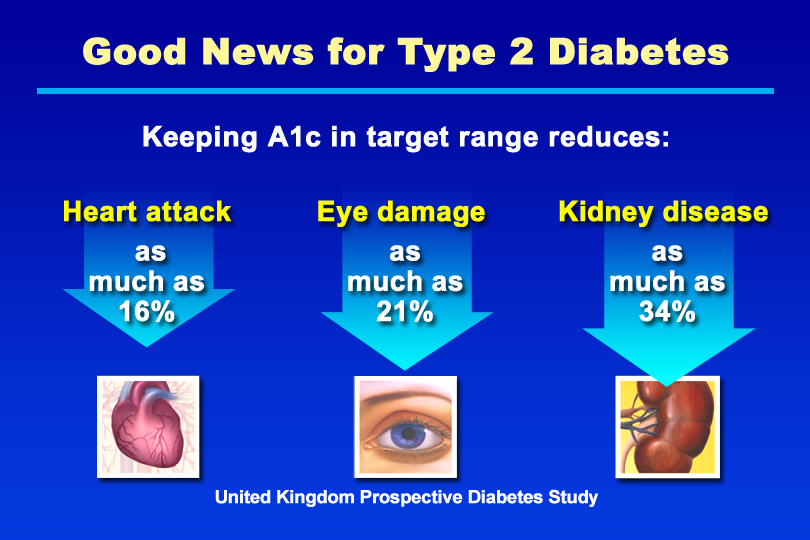 Good News for Type 2 Diabetes
Keeping A1c in target range reduces:
Heart attack
as
much as
16%
Eye damage
as
much as
21%
Kidney disease
as
much as
34%
United Kingdom Prospective Diabetes Study